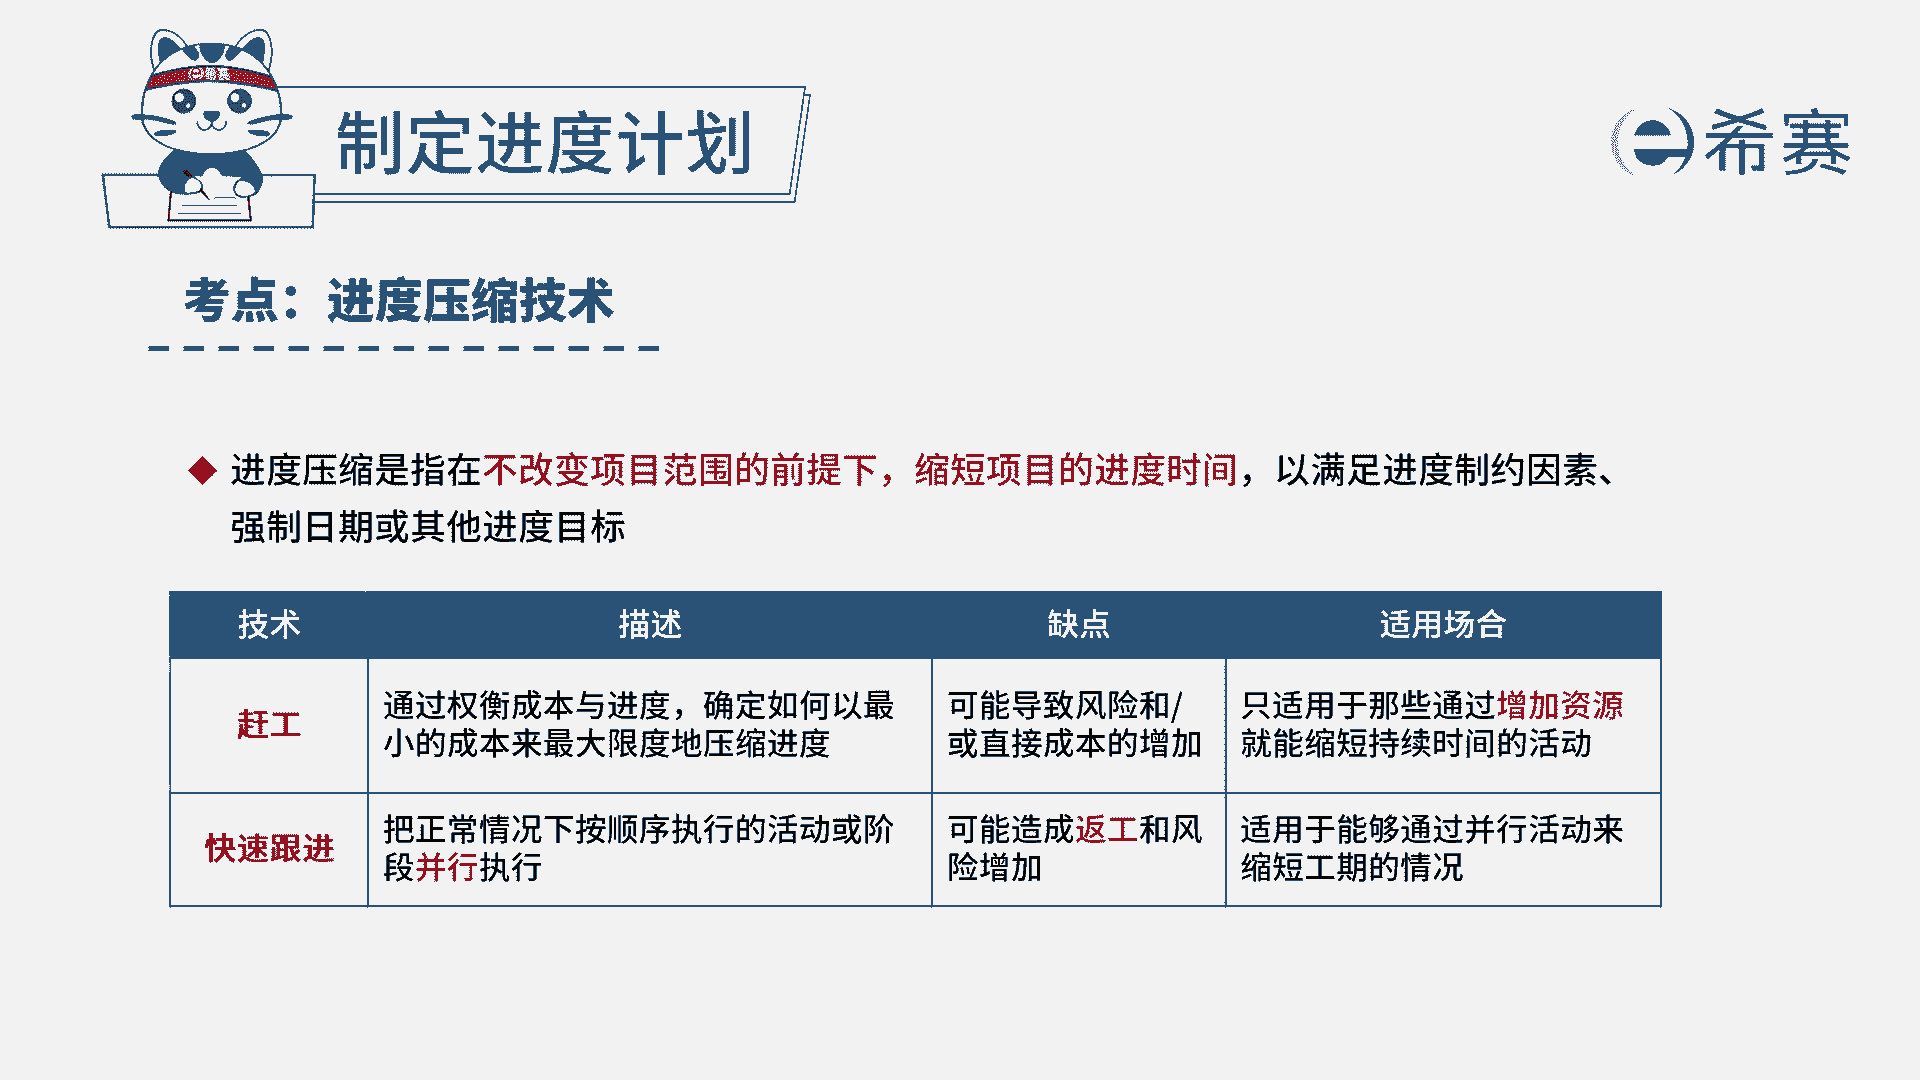 制定进度计划
希赛
考点：进度压缩技术
◆ 进度压缩是指在不改变项目范围的前提下，缩短项目的进度时间，以满足进度制约因素、
强制日期或其他进度目标
技术 描述 缺点 适用场合
赶工
通过权衡成本与进度，确定如何以最
小的成本来最大限度地压缩进度
可能导致风险和/
或直接成本的增加
只适用于那些通过增加资源
就能缩短持续时间的活动
快速跟进
把正常情况下按顺序执行的活动或阶
段并行执行
可能造成返工和风
险增加
适用于能够通过并行活动来
缩短工期的情况